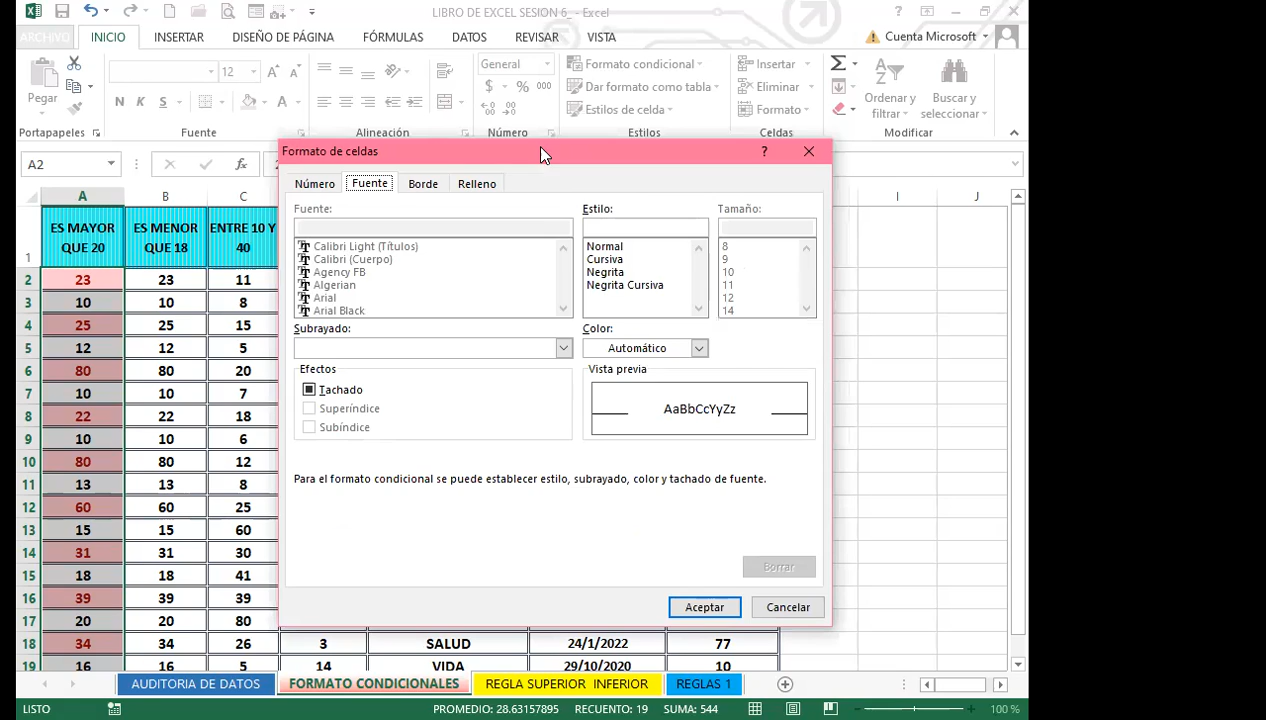 LIBRO DE EXCEL SESION 6_ - Excel
ARCHIVO INICIO INSERTAR DISEÑO DE PÁGINA FÓRMULAS DATOS REVISAR VISTA Cuenta Microsoft
Pegar
12
N K S
General
$ % 000
Formato condicional
Dar formato como tabla
Estilos de celda
Insertar
Eliminar
Formato
Ordenar y filtrar
Buscar y seleccionar
Portapapeles Fuente Alineación Número Estilos Celdas Modificar
A2
Formato de celdas
Número Fuente Borde Relleno
Fuente: Estilo: Tamaño:
Calibri Light (Títulos) Normal 8
Calibri (Cuerpo) Cursiva 9
Agency FB Negrita 10
Algerian Negrita Cursiva 11
Arial 12
Arial Black 14
Subrayado: Color:
Automático
Efectos Vista previa
Tachado
Superíndice
Subíndice
AaBbCcYyZz
Para el formato condicional se puede establecer estilo, subrayado, color y tachado de fuente.
Borrar
Aceptar Cancelar
A B C I J
1 ES MAYOR QUE 20 ES MENOR QUE 18 ENTRE 10 Y 40
2 23 23 11
3 10 10 8
4 25 25 15
5 12 12 5
6 80 80 20
7 10 10 7
8 22 22 18
9 10 10 6
10 80 80 12
11 13 13 8
12 60 60 25
13 15 15 60
14 31 31 30
15 18 18 41
16 39 39 39
17 20 20 80
18 34 34 26 3 SALUD 24/1/2022 77
19 16 16 5 14 VIDA 29/10/2020 10
AUDITORIA DE DATOS FORMATO CONDICIONALES REGLA SUPERIOR INFERIOR REGLAS 1
LISTO PROMEDIO: 28.63157895 RECUENTO: 19 SUMA: 544 100 %